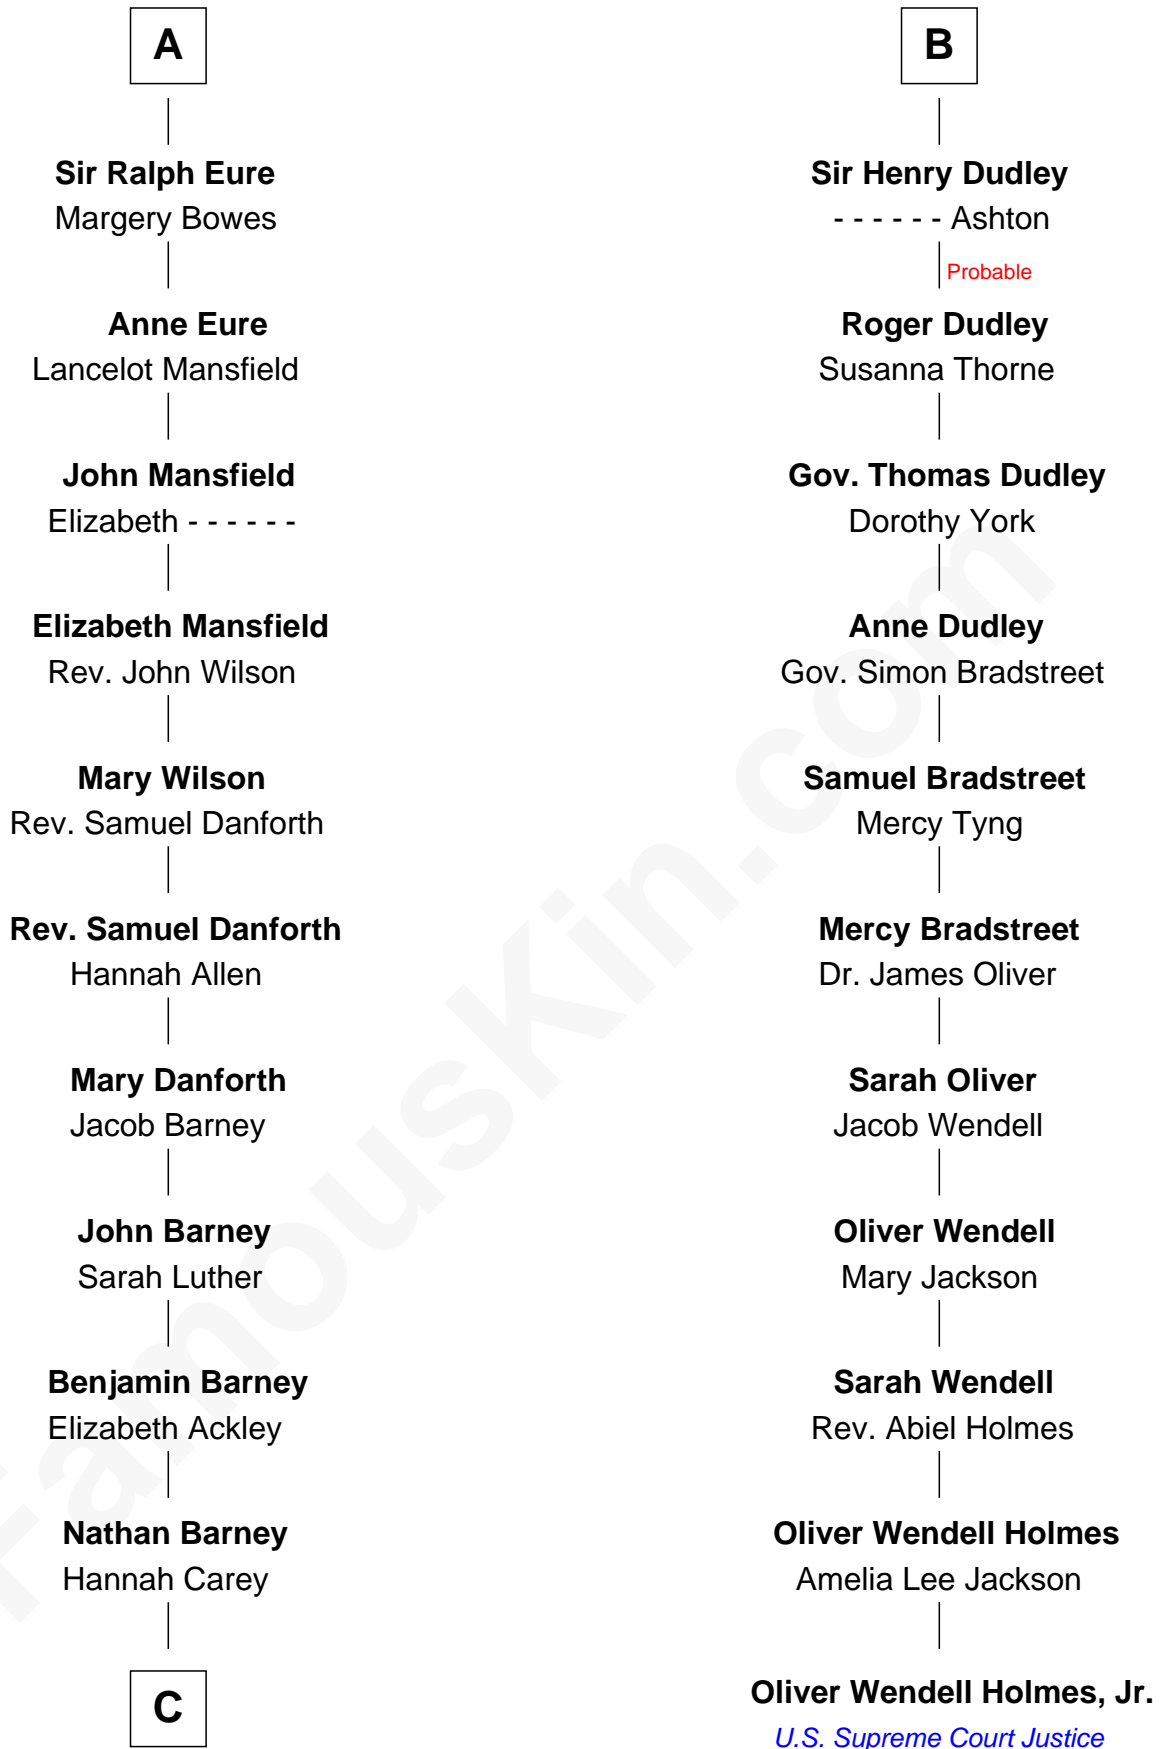 A
Sir Ralph Eure
Margery Bowes
Anne Eure
Lancelot Mansfield
John Mansfield
Elizabeth - - - - - -
Elizabeth Mansfield
Rev. John Wilson
Mary Wilson
Rev. Samuel Danforth
Rev. Samuel Danforth
Hannah Allen
Mary Danforth
Jacob Barney
John Barney
Sarah Luther
Benjamin Barney
Elizabeth Ackley
Nathan Barney
Hannah Carey
C
B
Sir Henry Dudley
- - - - - - Ashton
Probable
Roger Dudley
Susanna Thorne
Gov. Thomas Dudley
Dorothy York
Anne Dudley
Gov. Simon Bradstreet
Samuel Bradstreet
Mercy Tyng
Mercy Bradstreet
Dr. James Oliver
Sarah Oliver
Jacob Wendell
Oliver Wendell
Mary Jackson
Sarah Wendell
Rev. Abiel Holmes
Oliver Wendell Holmes
Amelia Lee Jackson
Oliver Wendell Holmes, Jr.
U.S. Supreme Court Justice
FamousKin.com